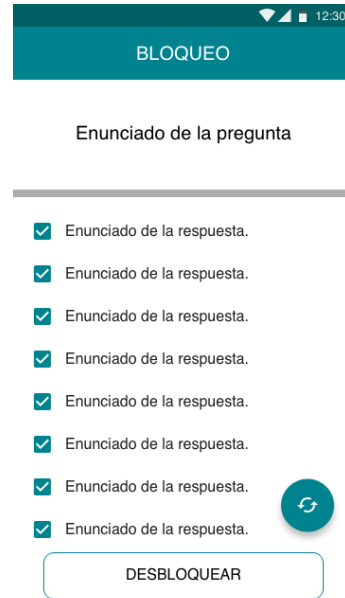 12:30
BLOQUEO
Enunciado de la pregunta
Enunciado de la respuesta.
Enunciado de la respuesta.
Enunciado de la respuesta.
Enunciado de la respuesta.
Enunciado de la respuesta.
Enunciado de la respuesta.
Enunciado de la respuesta.
Enunciado de la respuesta.
DESBLOQUEAR